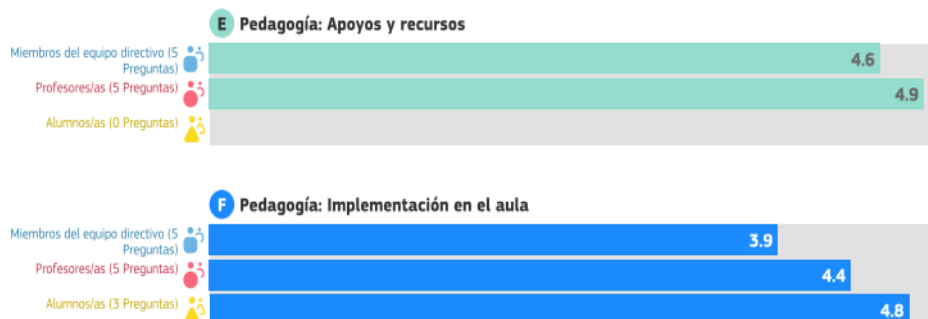 E Pedagogía: Apoyos y recursos
Miembros del equipo directivo (5
Preguntas)
4.6
Profesores/as (5 Preguntas)
4.9
Alumnos/as (0 Preguntas)
F Pedagogía: Implementación en el aula
Miembros del equipo directivo (5
Preguntas)
3.9
Profesores/as (5 Preguntas)
4.4
Alumnos/as (3 Preguntas)
4.8